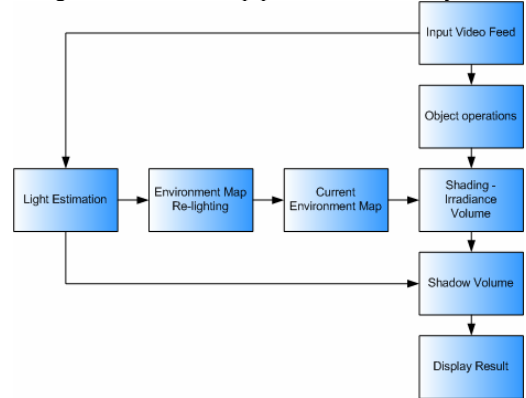 Input Video Feed
Object operations
Light Estimation
Environment Map
Re-lighting
Current
Environment Map
Shading -
Irradiance
Volume
Shadow Volume
Display Result